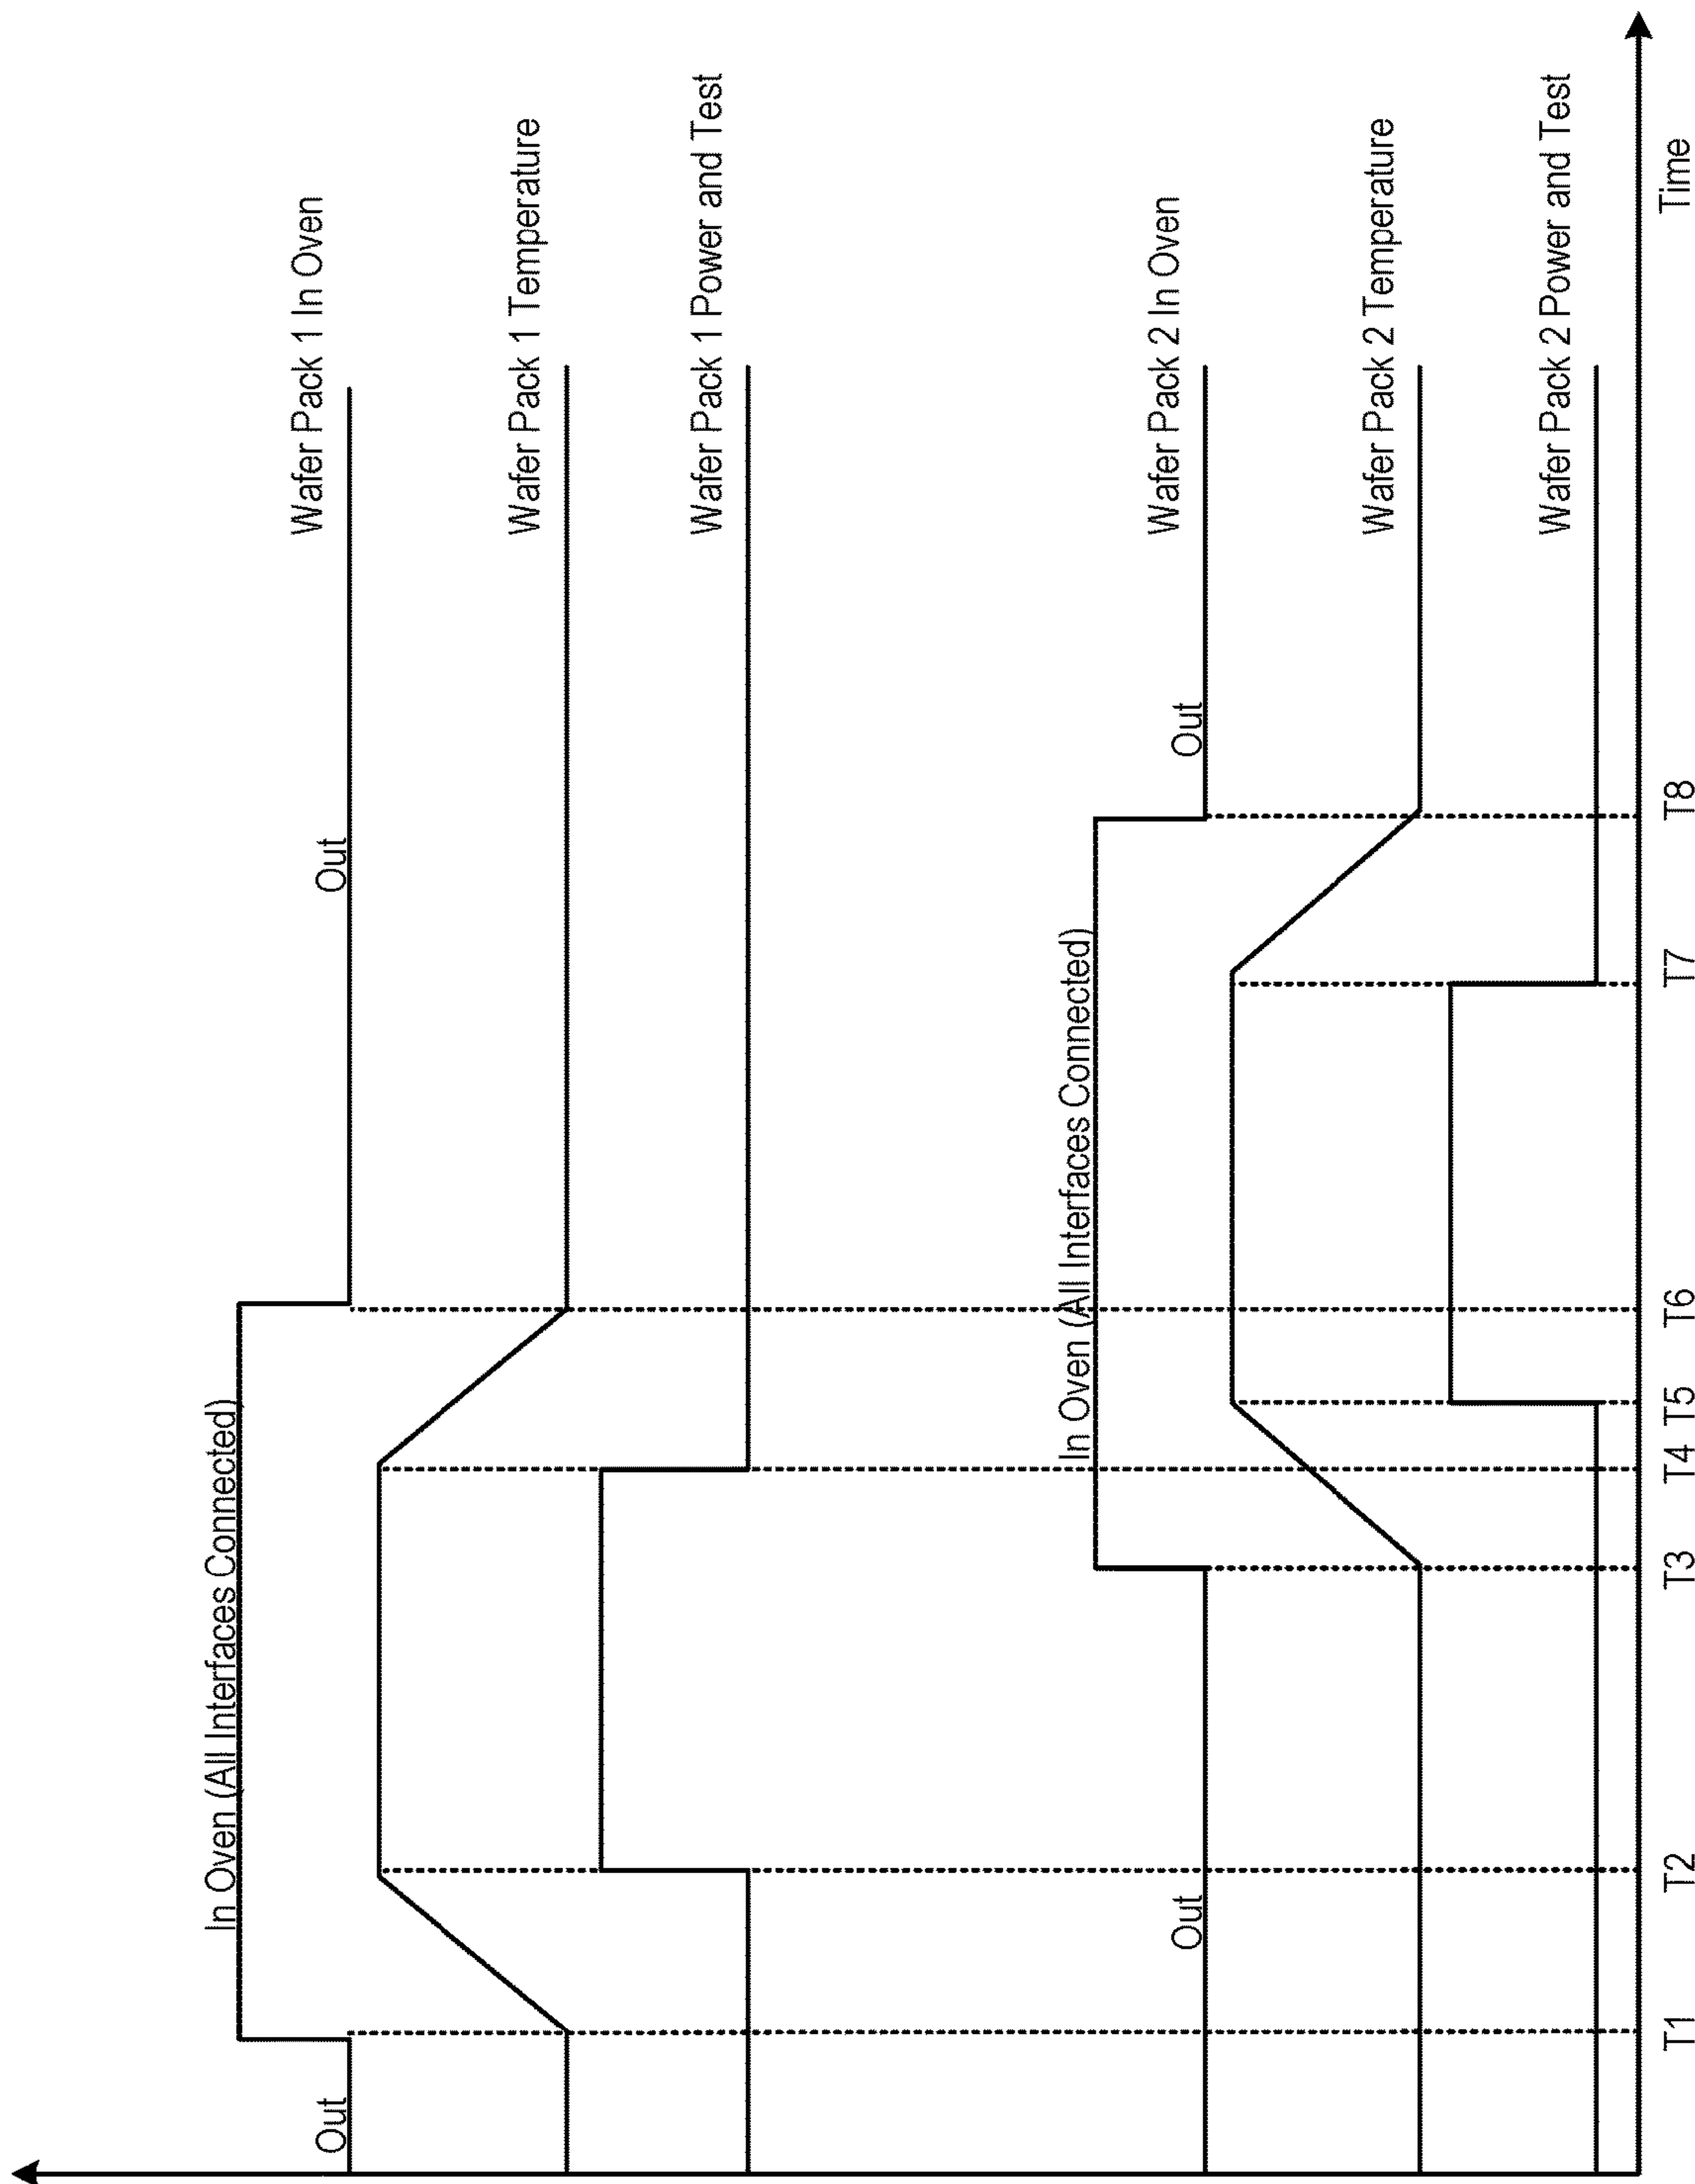 In Oven (All Interfaces Connected)
Wafer Pack 1 In Oven
Out
Out
Wafer Pack 1 Temperature
Wafer Pack 1 Power and Test
In Oven (All Interfaces Connected)
Wafer Pack 2 In Oven
Out
Out
Wafer Pack 2 Temperature
Wafer Pack 2 Power and Test
T1 T2 T3 T4 T5 T6 T7 T8 Time